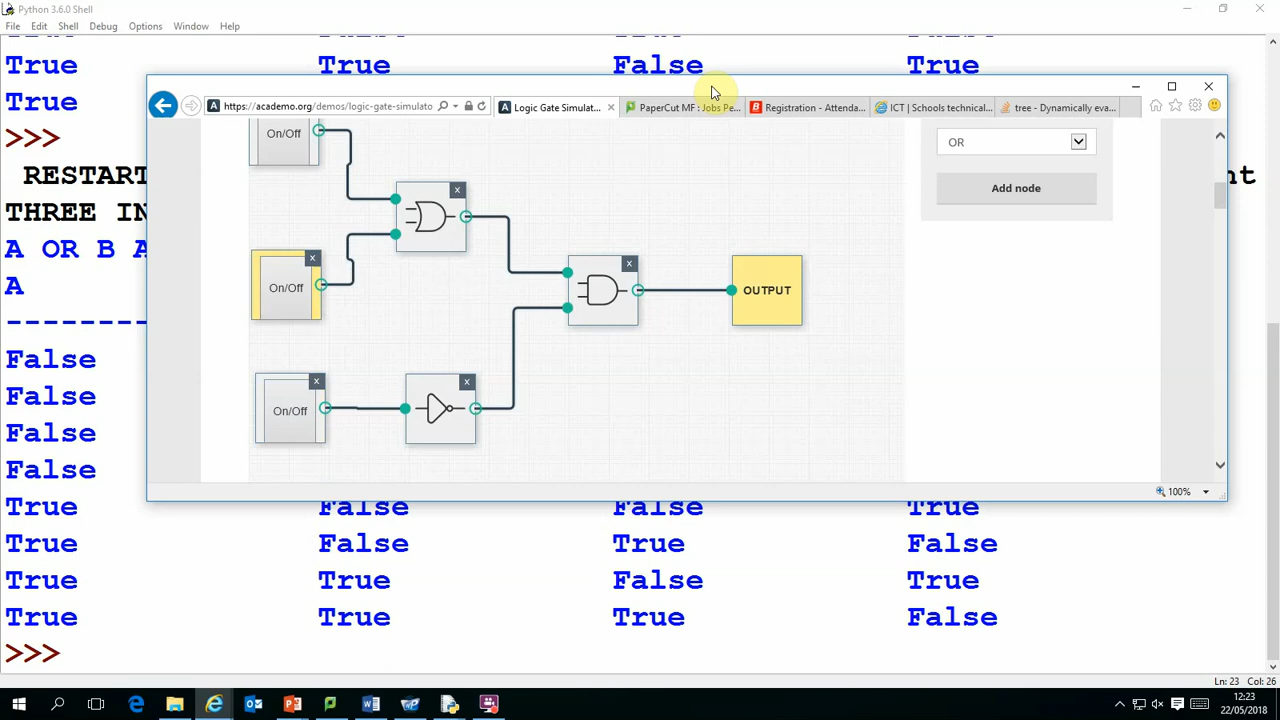 Python 3.6.0 Shell
File Edit Shell Debug Options Window Help
True True False True
True
https://academo.org/demos/logic-gate-simulato
Logic Gate Simulat...
PaperCut MF : Jobs Pe...
Registration - Attenda...
ICT | Schools technical...
tree - Dynamically eva...
>>>
RESTART
THREE IN
A OR B A
A
--------
On/Off
x
OR
Add node
x
On/Off
x
OUTPUT
x
On/Off
x
100%
False
False
False
False
True False False True
True False True False
True True False True
True True True False
>>>
Ln: 23 Col: 26
12:23
22/05/2018